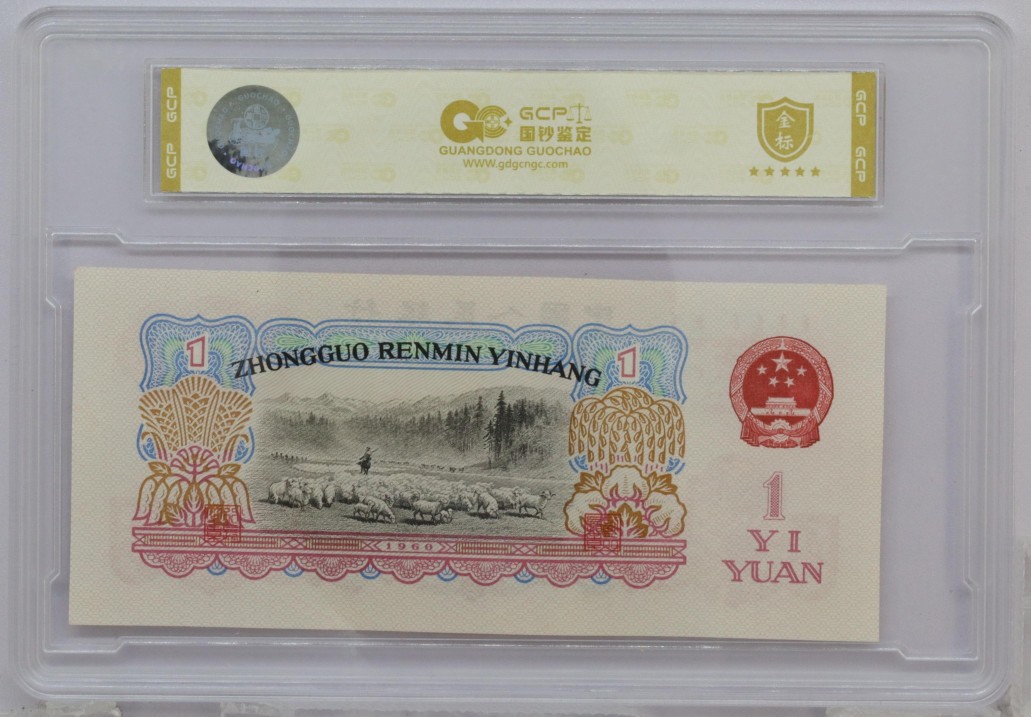 GCP GCP
GCP
国钞鉴定
GUANGDONG GUOCHAO
www.gdgcngc.com
金标
GCP GCP
1
ZHONGGUO RENMIN YINHANG
1
1960
1
YI
YUAN